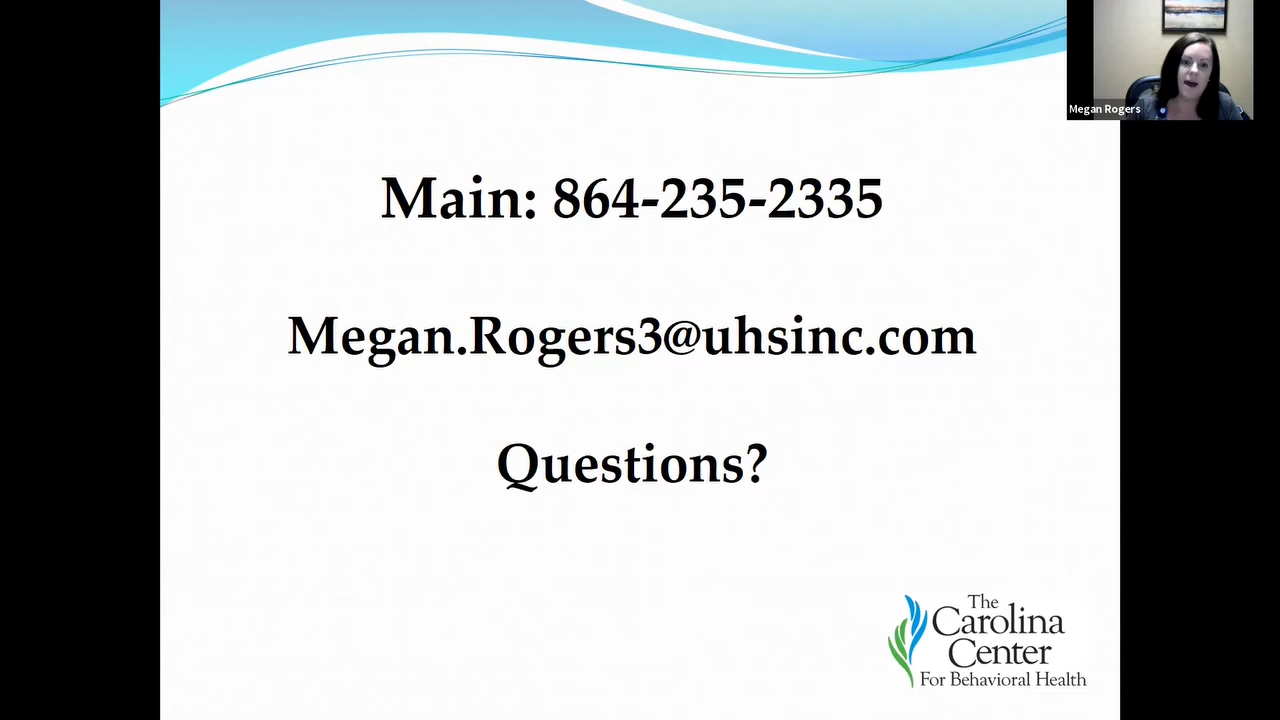 Megan Rogers
Main: 864-235-2335
Megan.Rogers3@uhsinc.com
Questions?
The
Carolina
Center
For Behavioral Health